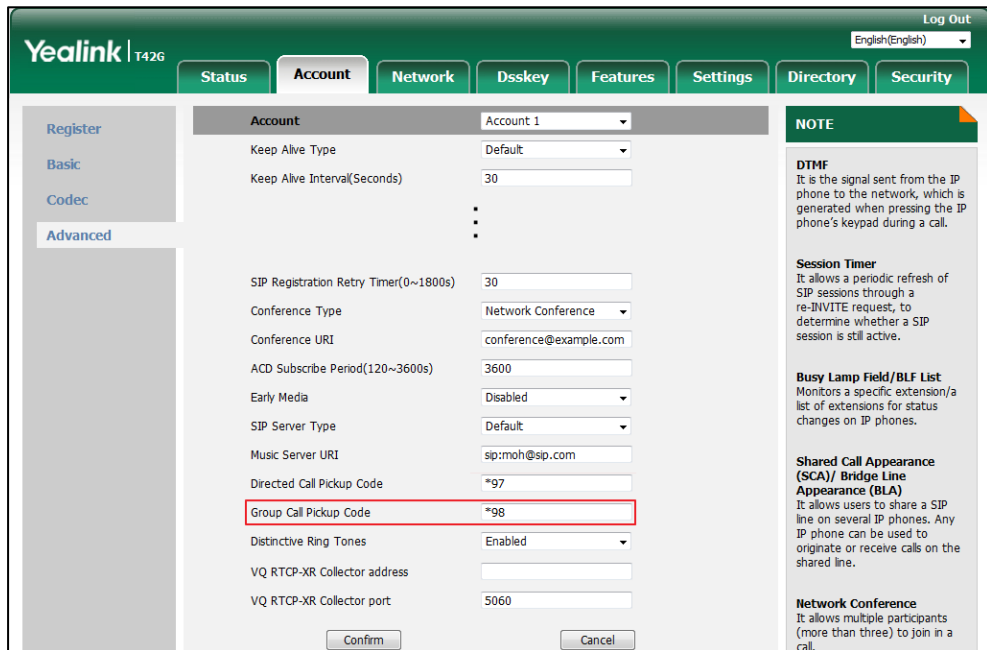 Log Out
Yealink | T42G
English(English)
Status
Account
Network
Dsskey
Features
Settings
Directory
Security
Register
Basic
Codec
Advanced
Account
Account 1
Keep Alive Type
Default
Keep Alive Interval(Seconds)
30
SIP Registration Retry Timer(0~1800s)
30
Conference Type
Network Conference
Conference URI
conference@example.com
ACD Subscribe Period(120~3600s)
3600
Early Media
Disabled
SIP Server Type
Default
Music Server URI
sip:moh@sip.com
Directed Call Pickup Code
*97
Group Call Pickup Code
*98
Distinctive Ring Tones
Enabled
VQ RTCP-XR Collector address
VQ RTCP-XR Collector port
5060
Confirm
Cancel
NOTE
DTMF
It is the signal sent from the IP
phone to the network, which is
generated when pressing the IP
phone's keypad during a call.
Session Timer
It allows a periodic refresh of
SIP sessions through a
re-INVITE request, to
determine whether a SIP
session is still active.
Busy Lamp Field/BLF List
Monitors a specific extension/a
list of extensions for status
changes on IP phones.
Shared Call Appearance
(SCA)/ Bridge Line
Appearance (BLA)
It allows users to share a SIP
line on several IP phones. Any
IP phone can be used to
originate or receive calls on the
shared line.
Network Conference
It allows multiple participants
(more than three) to join in a
call.